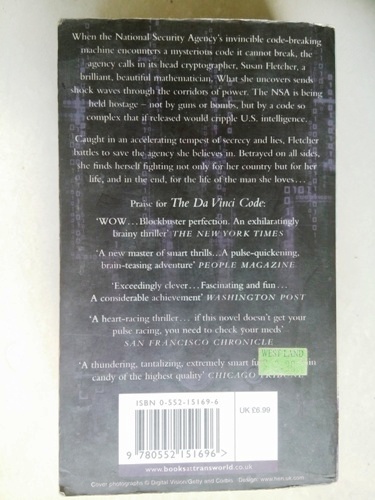 When the National Security Agency's invincible code-breaking
machine encounters a mysterious code it cannot break, the
agency calls in its head cryptographer, Susan Fletcher, a
brilliant, beautiful mathematician. What she uncovers sends
shock waves through the corridors of power. The NSA is being
held hostage – not by guns or bombs, but by a code so
complex that if released would cripple U.S. intelligence.
Caught in an accelerating tempest of secrecy and lies, Fletcher
battles to save the agency she believes in. Betrayed on all sides,
she finds herself fighting not only for her country but for her
life, and in the end, for the life of the man she loves...
Praise for The Da Vinci Code:
'WOW... Blockbuster perfection. An exhilaratingly
brainy thriller' THE NEW YORK TIMES
'A new master of smart thrills...A pulse-quickening,
brain-teasing adventure' PEOPLE MAGAZINE
'Exceedingly clever...Fascinating and fun...
A considerable achievement' WASHINGTON POST
'A heart-racing thriller... if this novel doesn't get your
pulse racing, you need to check your meds'
SAN FRANCISCO CHRONICLE
WESTLAND
'A thundering, tantalizing, extremely smart in
candy of the highest quality' CHICAGO
ISBN 0-552-15169-6
UK £6.99
9 780552 151696 >
www.booksattransworld.co.uk
Cover photographs © Digital Vision/Getty and Corbis. Design: